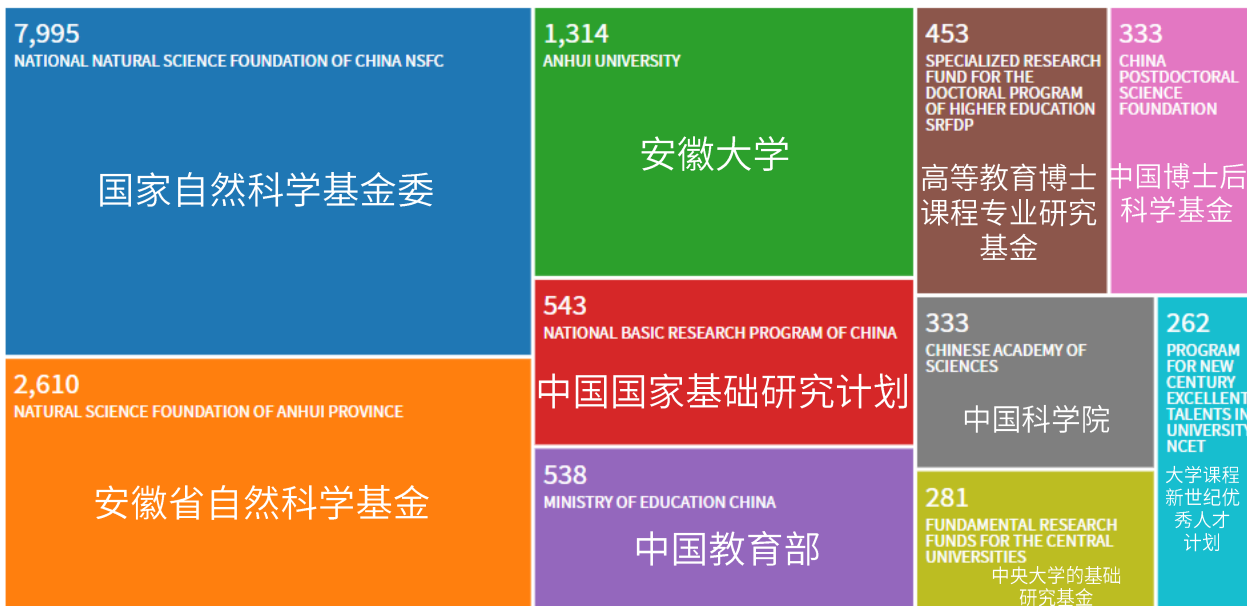 7,995
NATIONAL NATURAL SCIENCE FOUNDATION OF CHINA NSFC
国家自然科学基金委
2,610
NATURAL SCIENCE FOUNDATION OF ANHUI PROVINCE
安徽省自然科学基金
1,314
ANHUI UNIVERSITY
安徽大学
543
NATIONAL BASIC RESEARCH PROGRAM OF CHINA
中国国家基础研究计划
538
MINISTRY OF EDUCATION CHINA
中国教育部
453
SPECIALIZED RESEARCH
FUND FOR THE
DOCTORAL PROGRAM
OF HIGHER EDUCATION
SRFDP
高等教育博士
课程专业研究
基金
333
CHINA
POSTDOCTORAL
SCIENCE
FOUNDATION
中国博士后
科学基金
333
CHINESE ACADEMY OF
SCIENCES
中国科学院
281
FUNDAMENTAL RESEARCH
FUNDS FOR THE CENTRAL
UNIVERSITIES
中央大学的基础
研究基金
262
PROGRAM
FOR NEW
CENTURY
EXCELLENT
TALENTS IN
UNIVERSITY
NCET
大学课程
新世纪优
秀人才
计划